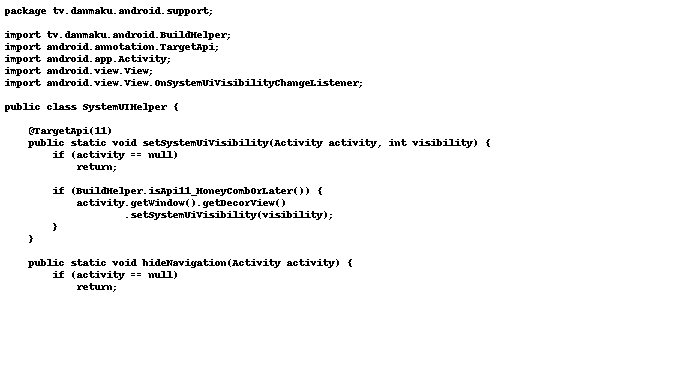 package tv.danmaku.android.support;

import tv.danmaku.android.BuildHelper;
import android.annotation.TargetApi;
import android.app.Activity;
import android.view.View;
import android.view.View.OnSystemUiVisibilityChangeListener;

public class SystemUIHelper {

    @TargetApi(11)
    public static void setSystemUiVisibility(Activity activity, int visibility) {
        if (activity == null)
            return;

        if (BuildHelper.isApi11_HoneyCombOrLater()) {
            activity.getWindow().getDecorView()
                    .setSystemUiVisibility(visibility);
        }
    }

    public static void hideNavigation(Activity activity) {
        if (activity == null)
            return;